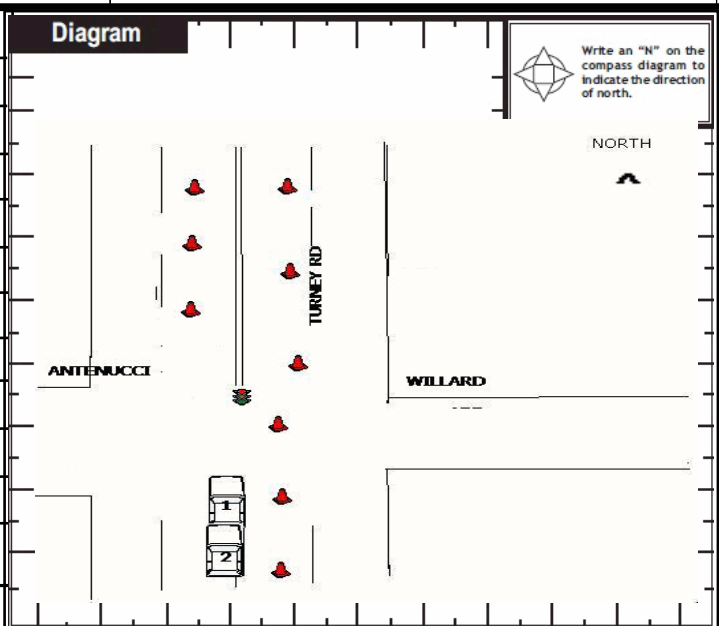 Diagram
Write an “N” on the
compass diagram to
indicate the direction
of north.
NORTH
TURNEY RD
ANTENUCCI
WILLARD
1
2